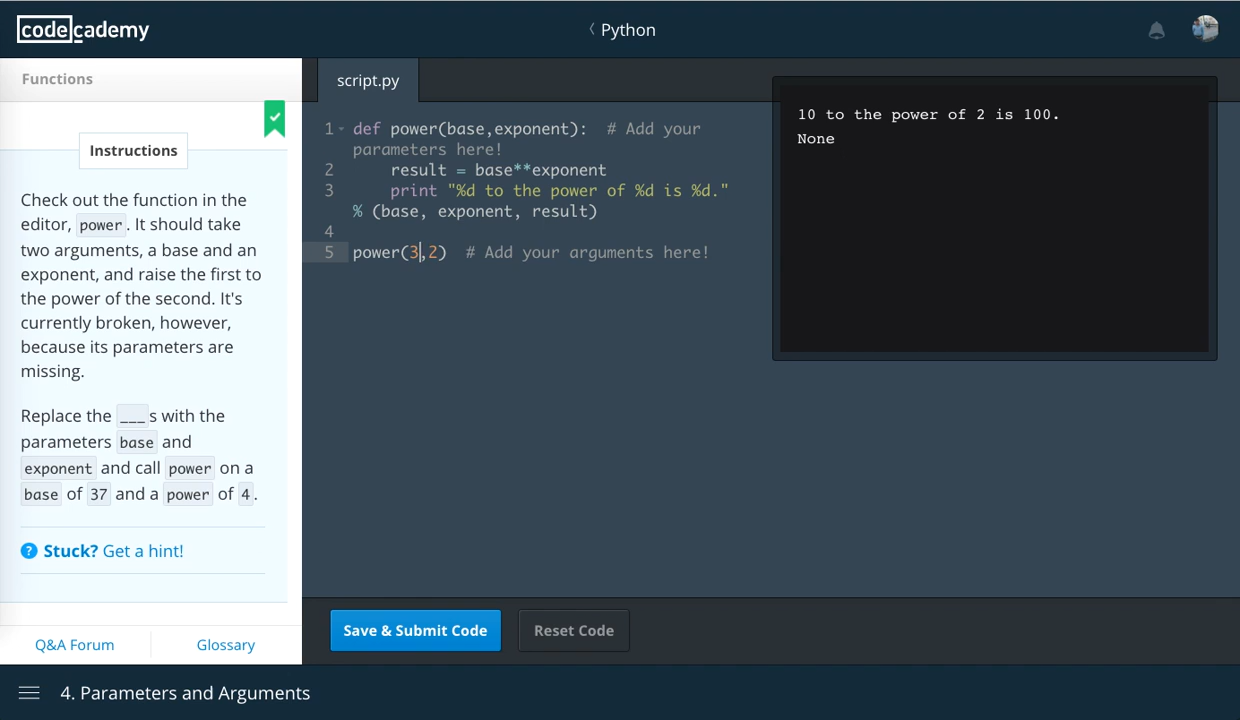 codecademy
Python
Functions
script.py
Instructions
Check out the function in the
editor, power. It should take
two arguments, a base and an
exponent, and raise the first to
the power of the second. It's
currently broken, however,
because its parameters are
missing.
Replace the ___s with the
parameters base and
exponent and call power on a
base of 37 and a power of 4.
? Stuck? Get a hint!
Q&A Forum
Glossary
1 def power(base,exponent):  # Add your
parameters here!
2     result = base**exponent
3     print "%d to the power of %d is %d."
% (base, exponent, result)
4
5 power(3,2)  # Add your arguments here!
10 to the power of 2 is 100.
None
Save & Submit Code
Reset Code
4. Parameters and Arguments